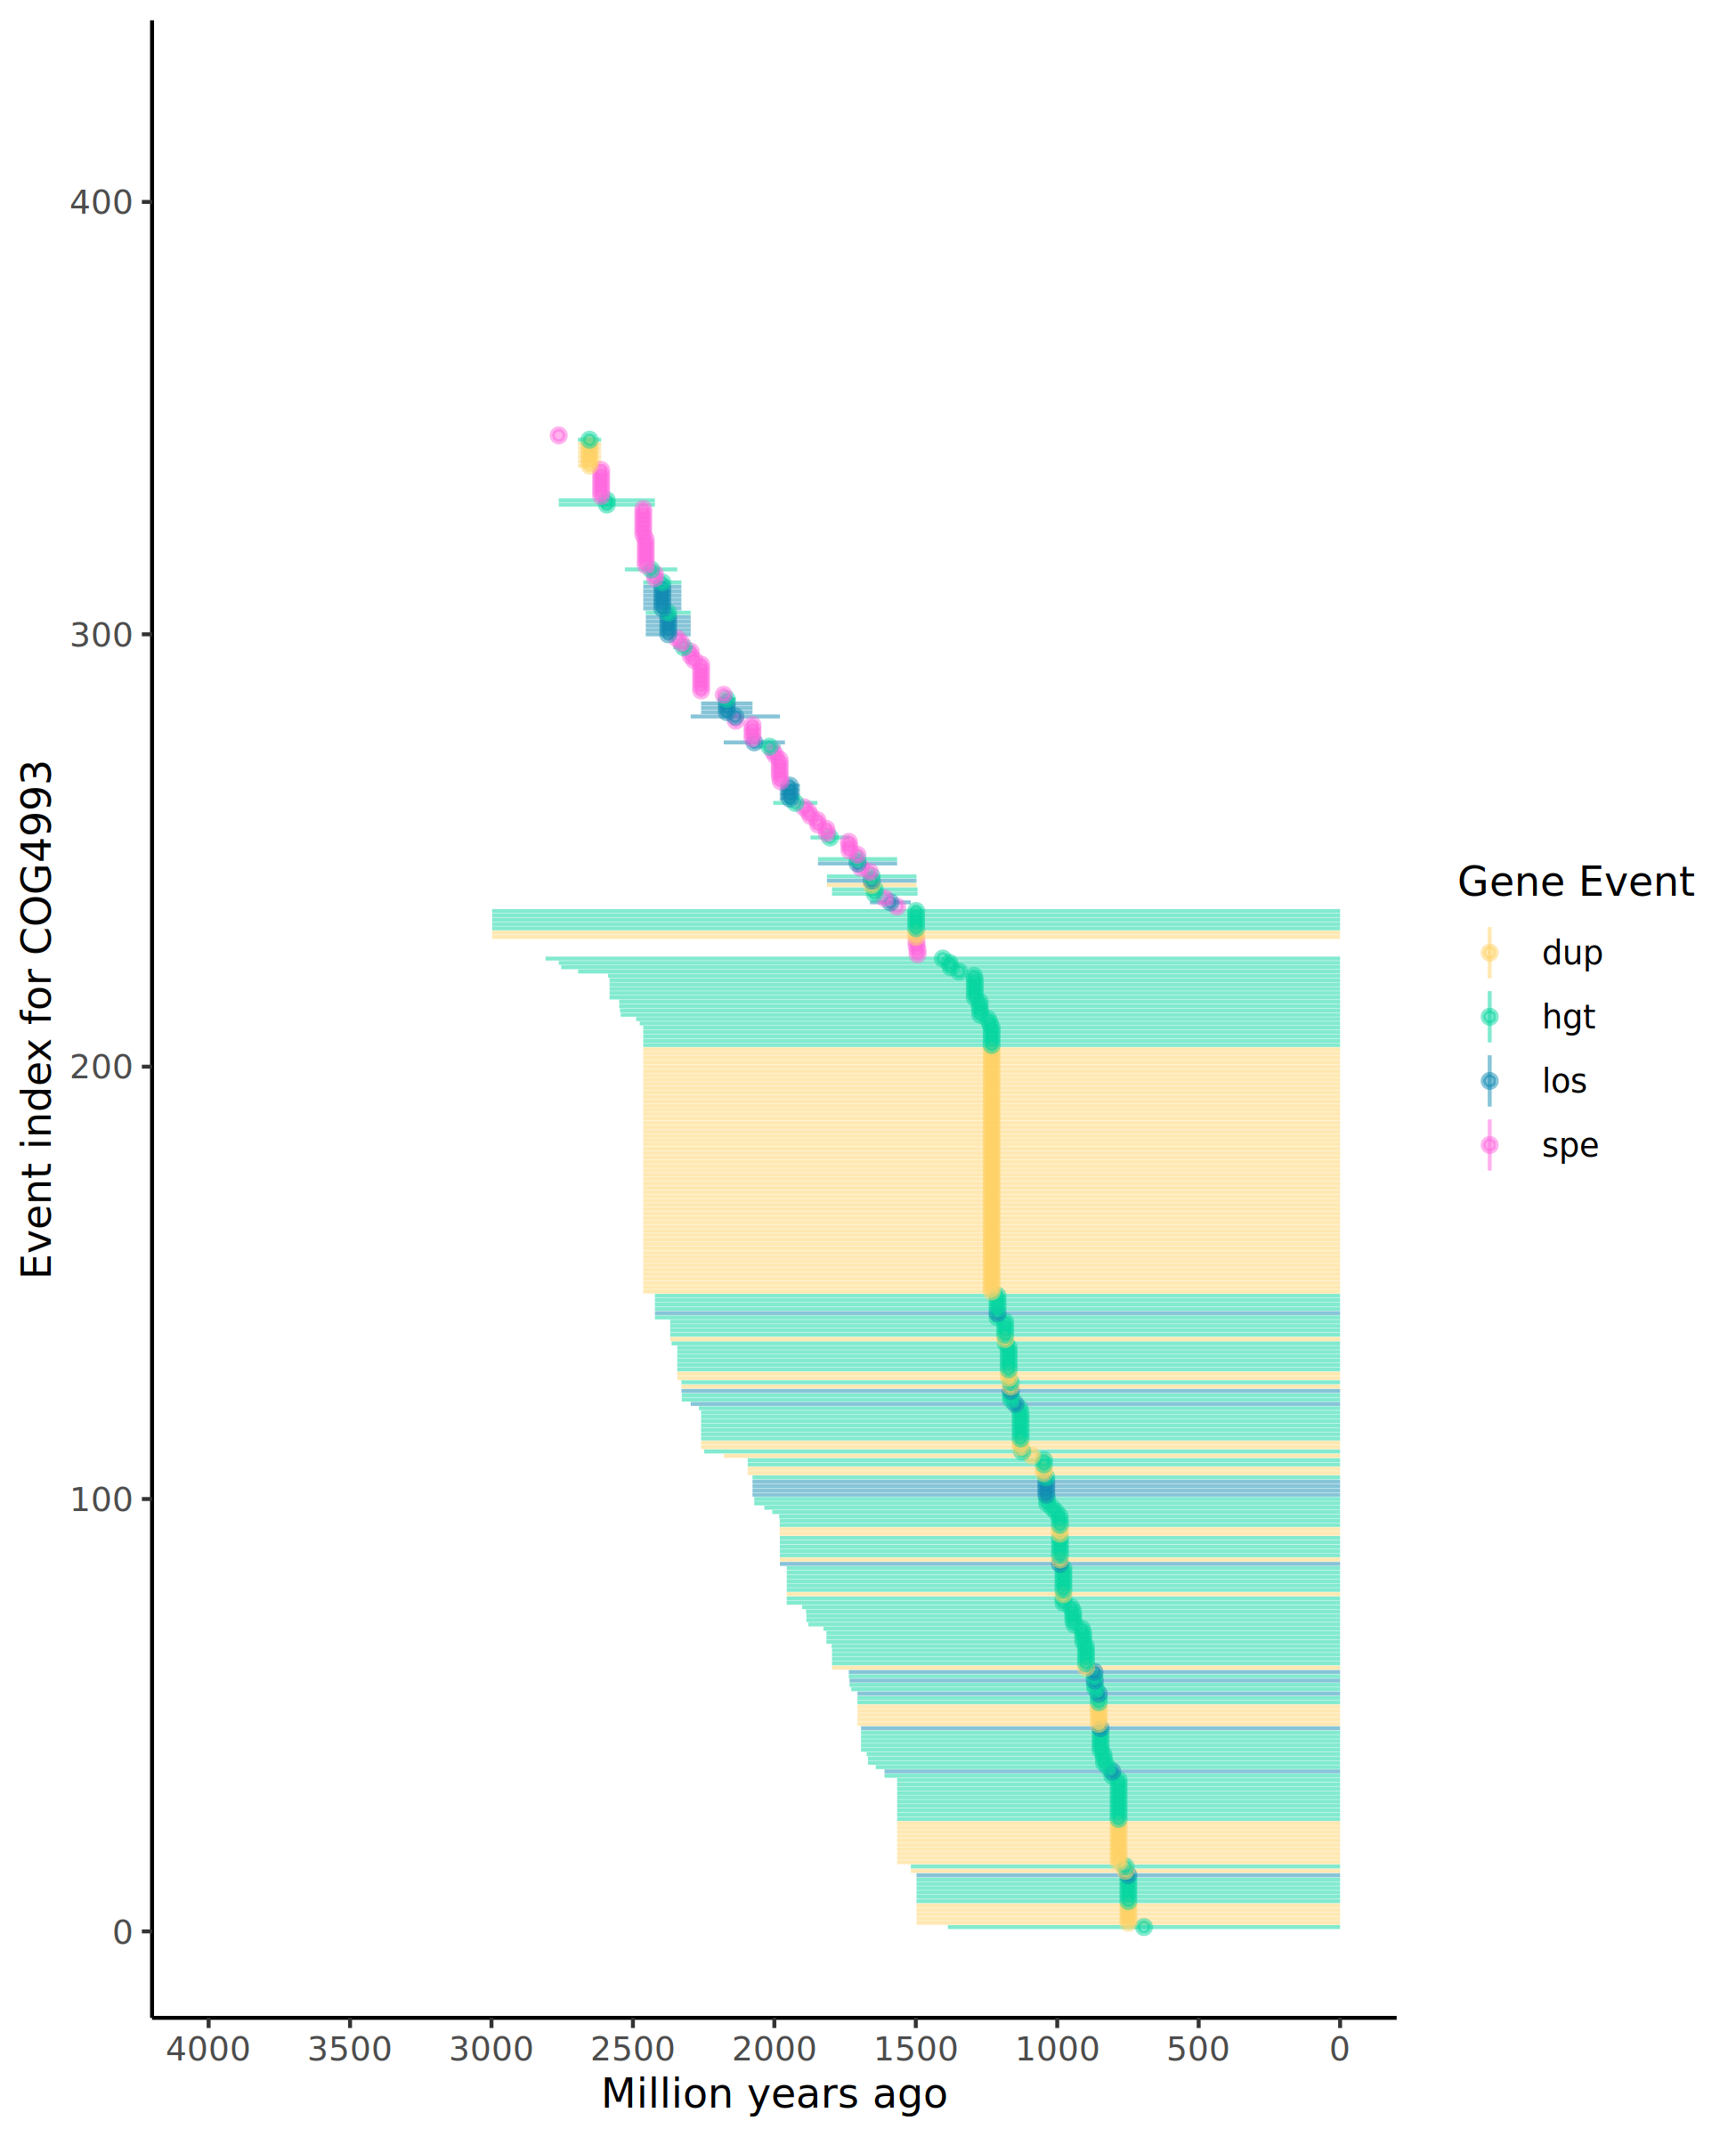 Event index for COG4993
400
300
200
100
0
4000 3500 3000 2500 2000 1500 1000 500 0
Million years ago
Gene Event
dup
hgt
los
spe